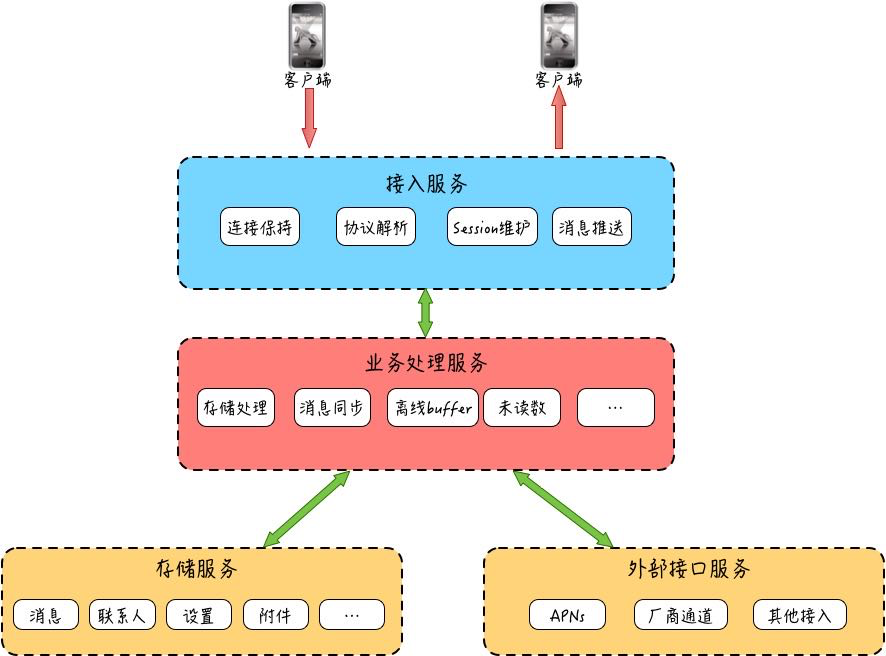 客户端 客户端
接入服务
连接保持 协议解析 Session维护 消息推送
业务处理服务
存储处理 消息同步 离线buffer 未读数 …
存储服务
消息 联系人 设置 附件 …
外部接口服务
APNs 厂商通道 其他接入